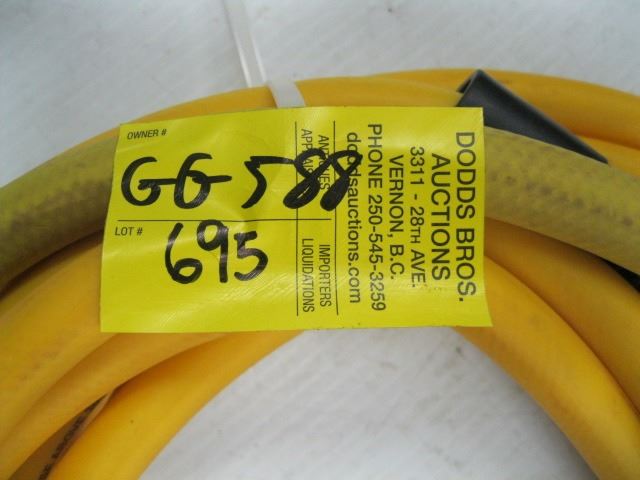 OWNER #
GG 588
LOT #
695
ANTIQUES
IMPORTERS
LIQUIDATIONS
DODDS BROS.
AUCTIONS
3311 - 28TH AVE.
VERNON, B.C.
PHONE 250-545-3259
doddsauctions.com